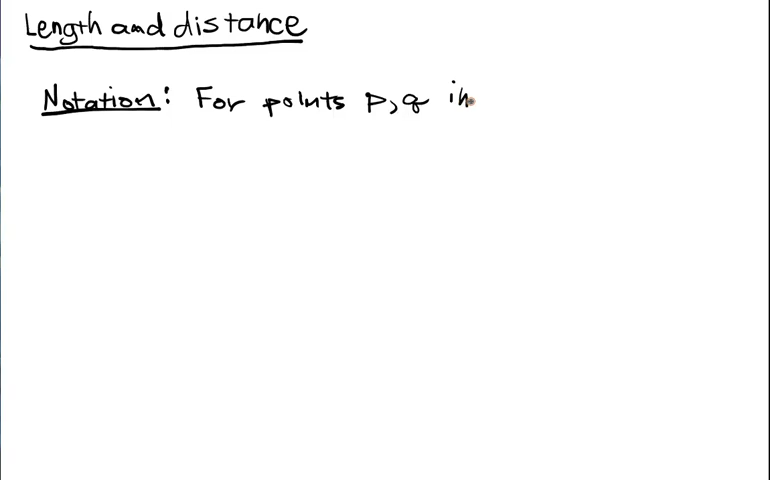 Length and distance
Notation: For points p, q in